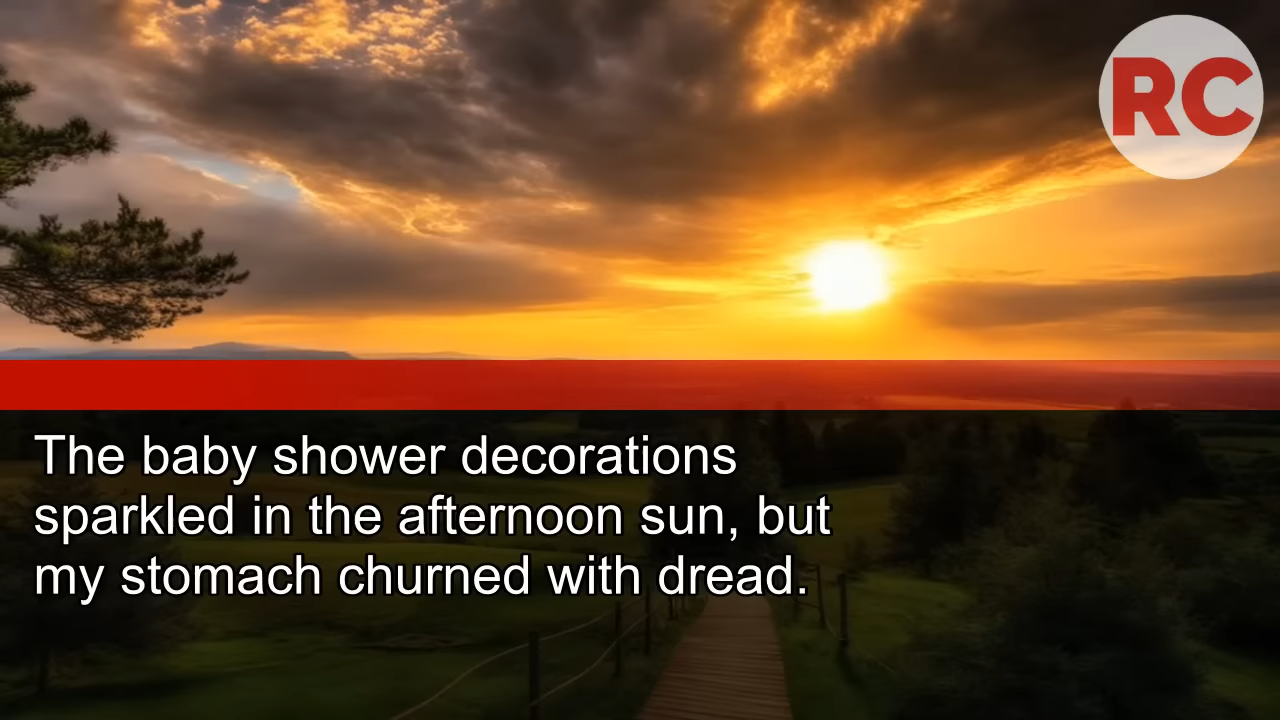 RC
The baby shower decorations
sparkled in the afternoon sun, but
my stomach churned with dread.